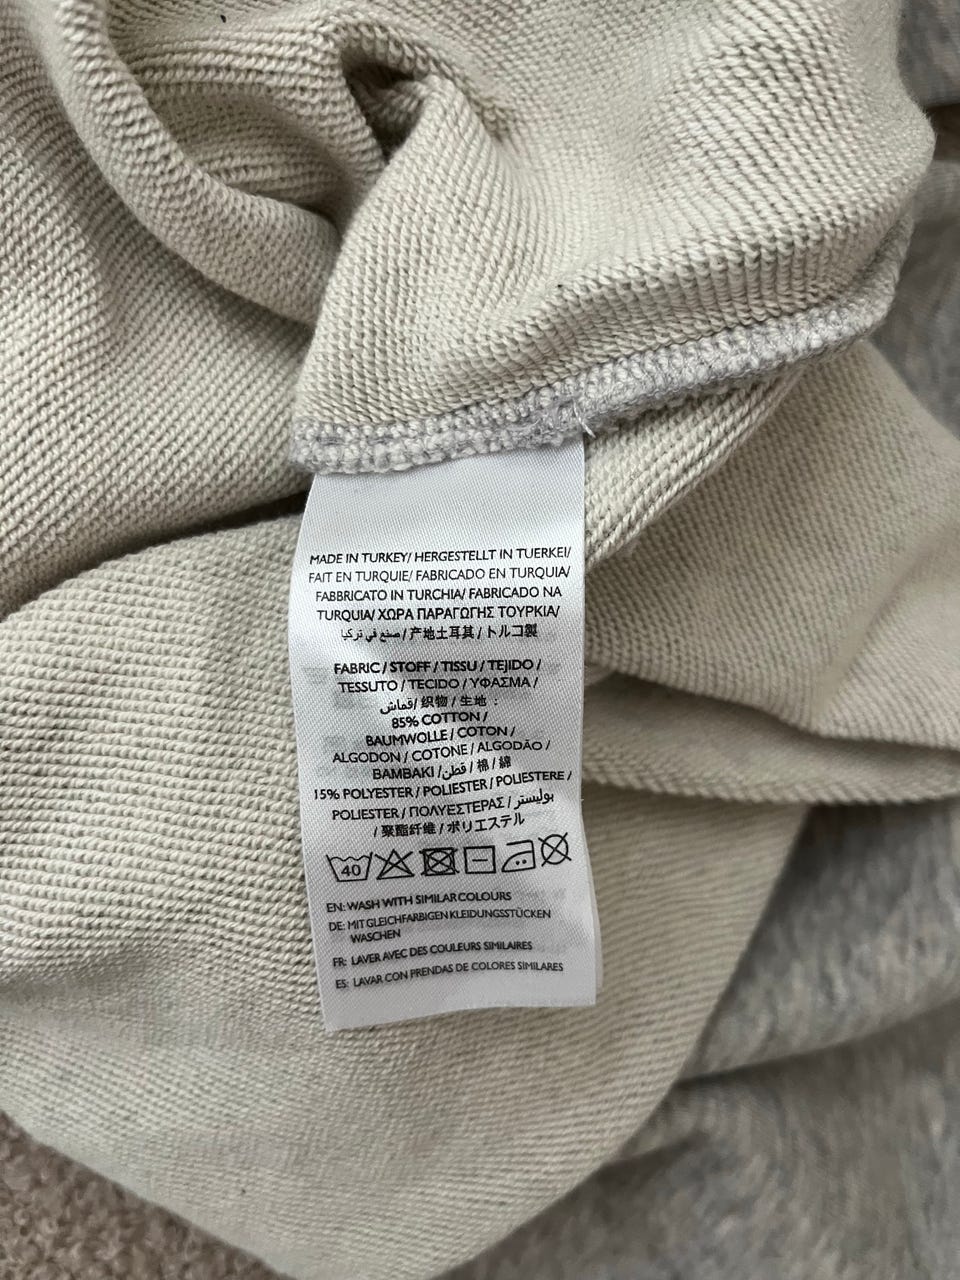 MADE IN TURKEY/ HERGESTELLT IN TUERKEI/
FAIT EN TURQUIE/ FABRICADO EN TURQUIA/
FABBRICATO IN TURCHIA/ FABRICADO NA
TURQUIA/ ΧΩΡΑ ΠΑΡΑΓΩΓΗΣ ΤΟΥΡΚΙΑ/
صنع في تركيا / 产地土耳其 / トルコ製
FABRIC / STOFF / TISSU / TEJIDO /
TESSUTO / TECIDO / ΥΦΑΣΜΑ /
قماش/ 织物 / 生地 :
85% COTTON /
BAUMWOLLE / COTON /
ALGODON / COTONE / ALGODÃO /
BAMBAKI /قطن/ 棉 / 綿
15% POLYESTER / POLIESTER / POLIESTERE /
POLIESTER / ΠΟΛΥΕΣΤΕΡΑΣ / بوليستر
/ 聚酯纤维 / ポリエステル
40
EN: WASH WITH SIMILAR COLOURS
DE: MIT GLEICHFARBIGEN KLEIDUNGSSTÜCKEN
WASCHEN
FR: LAVER AVEC DES COULEURS SIMILAIRES
ES: LAVAR CON PRENDAS DE COLORES SIMILARES